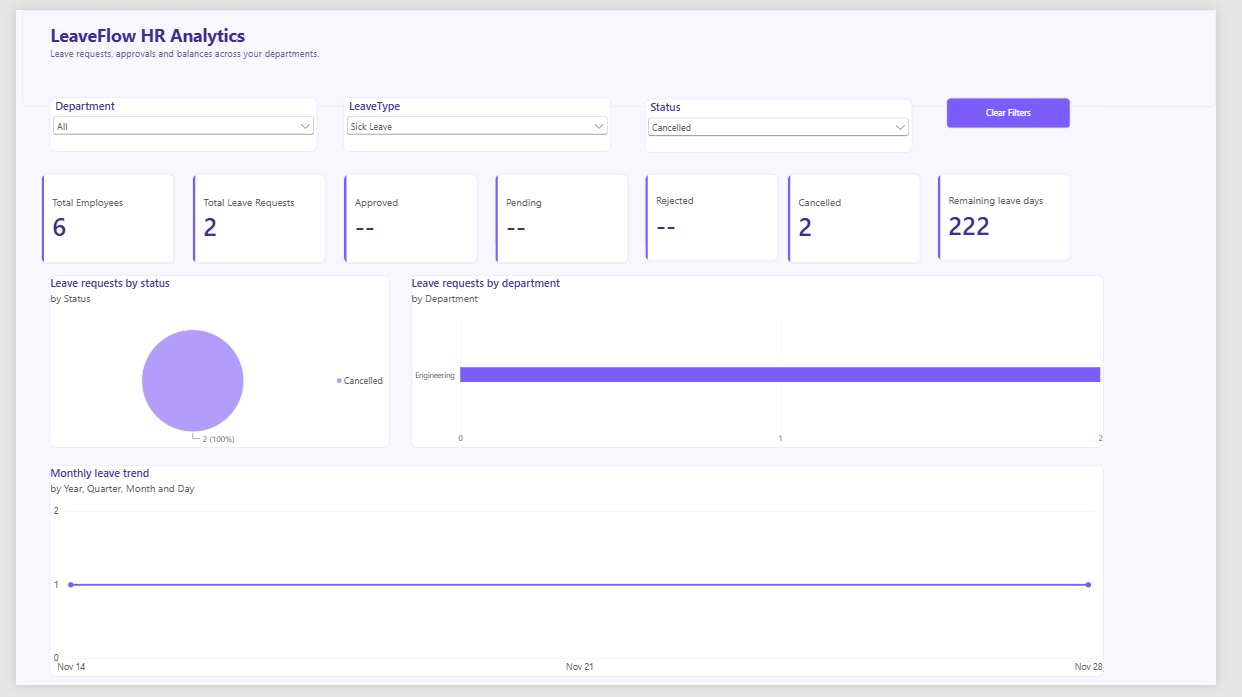 LeaveFlow HR Analytics
Leave requests, approvals and balances across your departments.
Department
All
LeaveType
Sick Leave
Status
Cancelled
Clear Filters
Total Employees
6
Total Leave Requests
2
Approved
--
Pending
--
Rejected
--
Cancelled
2
Remaining leave days
222
Leave requests by status
by Status
Cancelled
2 (100%)
Leave requests by department
by Department
Engineering
0
1
2
Monthly leave trend
by Year, Quarter, Month and Day
2
1
0
Nov 14
Nov 21
Nov 28